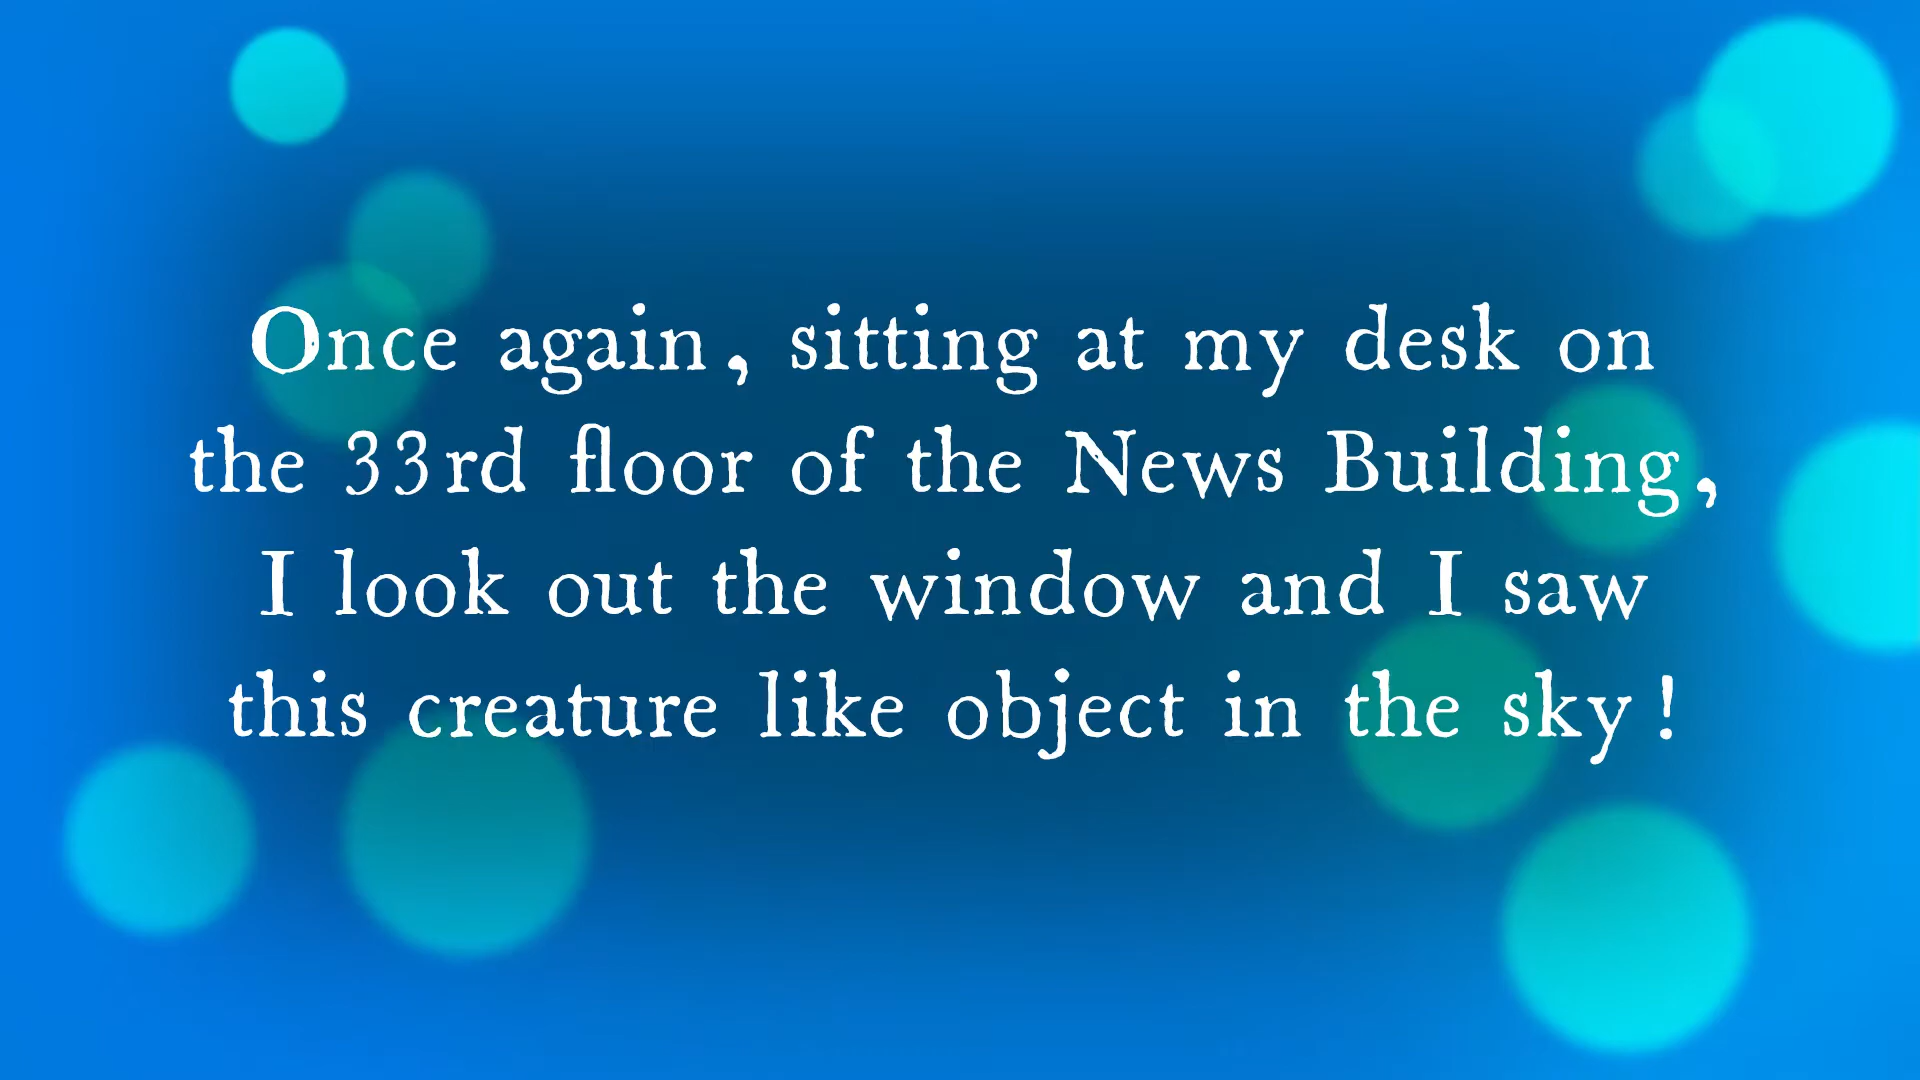 Once again, sitting at my desk on
the 33rd floor of the News Building,
I look out the window and I saw
this creature like object in the sky!